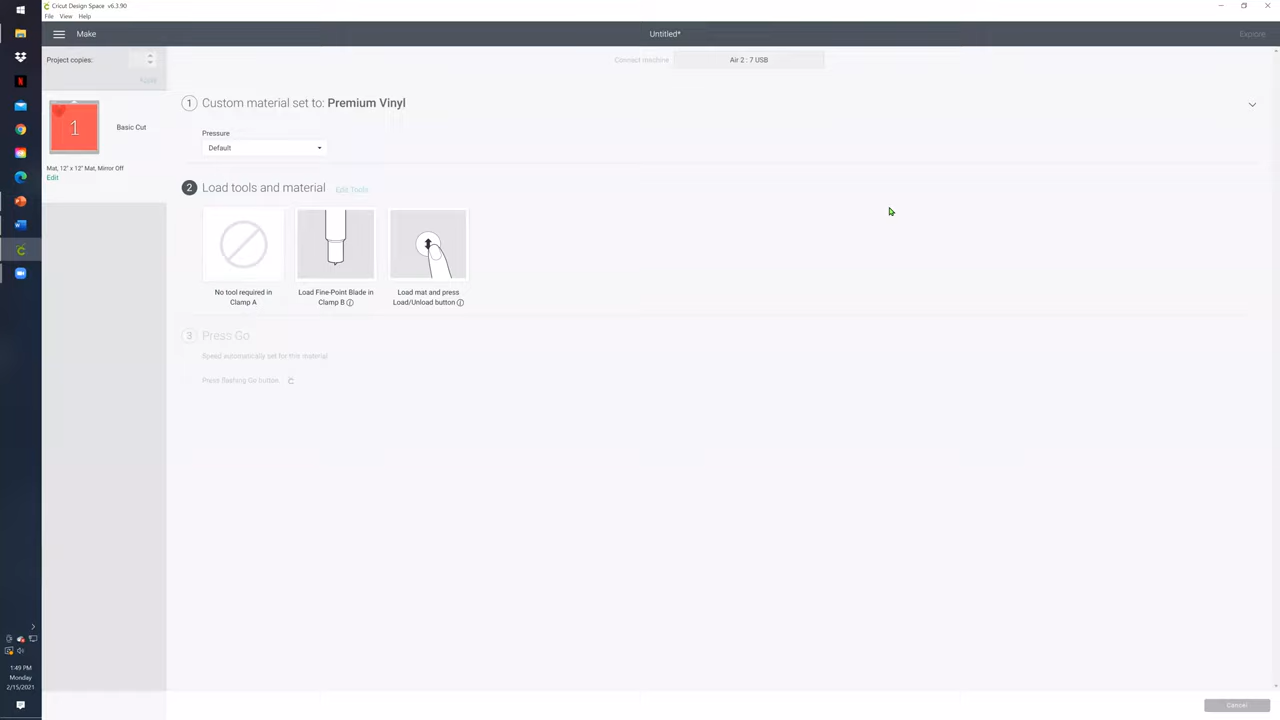 Cricut Design Space v6.3.90
File View Help
Make
Untitled*
Explore
Project copies:
Connect machine
Air 2 : 7 USB
1
Custom material set to: Premium Vinyl
1
Basic Cut
Pressure
Default
Mat, 12" x 12" Mat, Mirror Off
Edit
2
Load tools and material
Edit Tools
No tool required in
Clamp A
Load Fine-Point Blade in
Clamp B
Load mat and press
Load/Unload button
3
Press Go
Speed automatically set for this material
Press flashing Go button.
1:49 PM
Monday
2/15/2021
Cancel